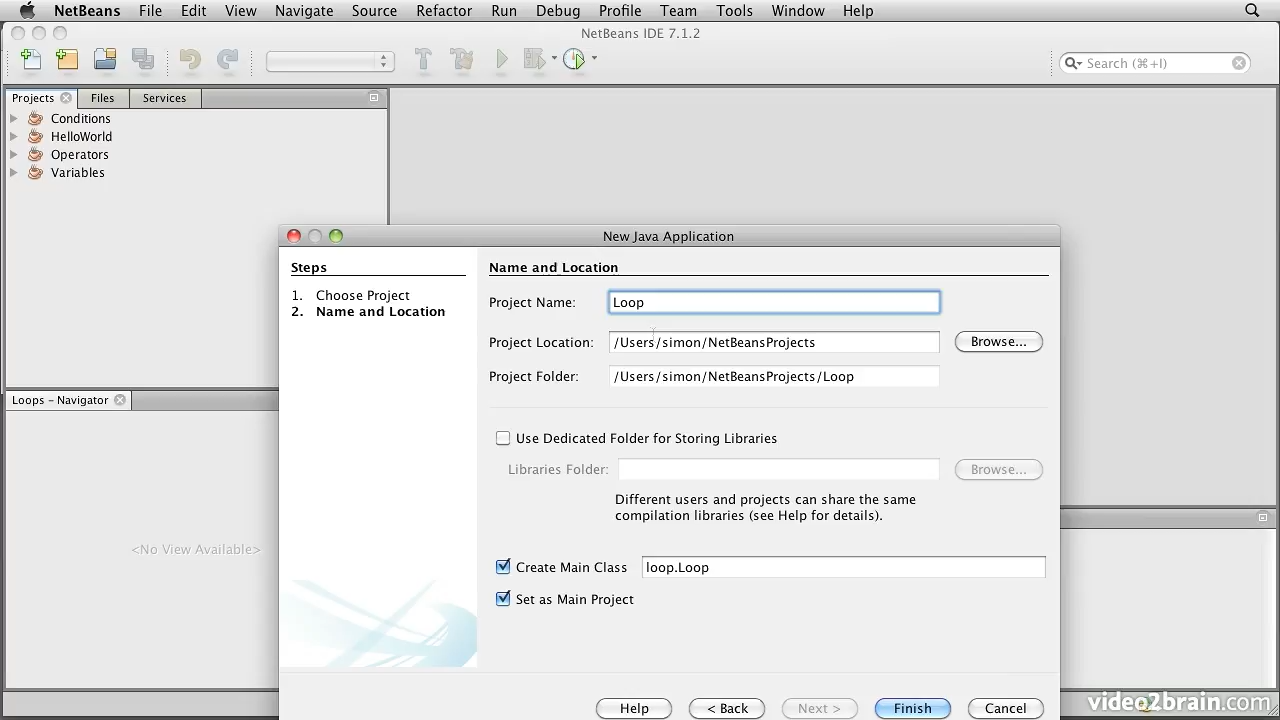 NetBeans File Edit View Navigate Source Refactor Run Debug Profile Team Tools Window Help
NetBeans IDE 7.1.2
Search (⌘+I)
Projects Files Services
Conditions
HelloWorld
Operators
Variables
New Java Application
Steps
1. Choose Project
2. Name and Location
Name and Location
Project Name: Loop
Project Location: /Users/simon/NetBeansProjects Browse...
Project Folder: /Users/simon/NetBeansProjects/Loop
Use Dedicated Folder for Storing Libraries
Libraries Folder: Browse...
Different users and projects can share the same
compilation libraries (see Help for details).
Create Main Class loop.Loop
Set as Main Project
Help < Back Next > Finish Cancel
Loops - Navigator
<No View Available>
video2brain.com